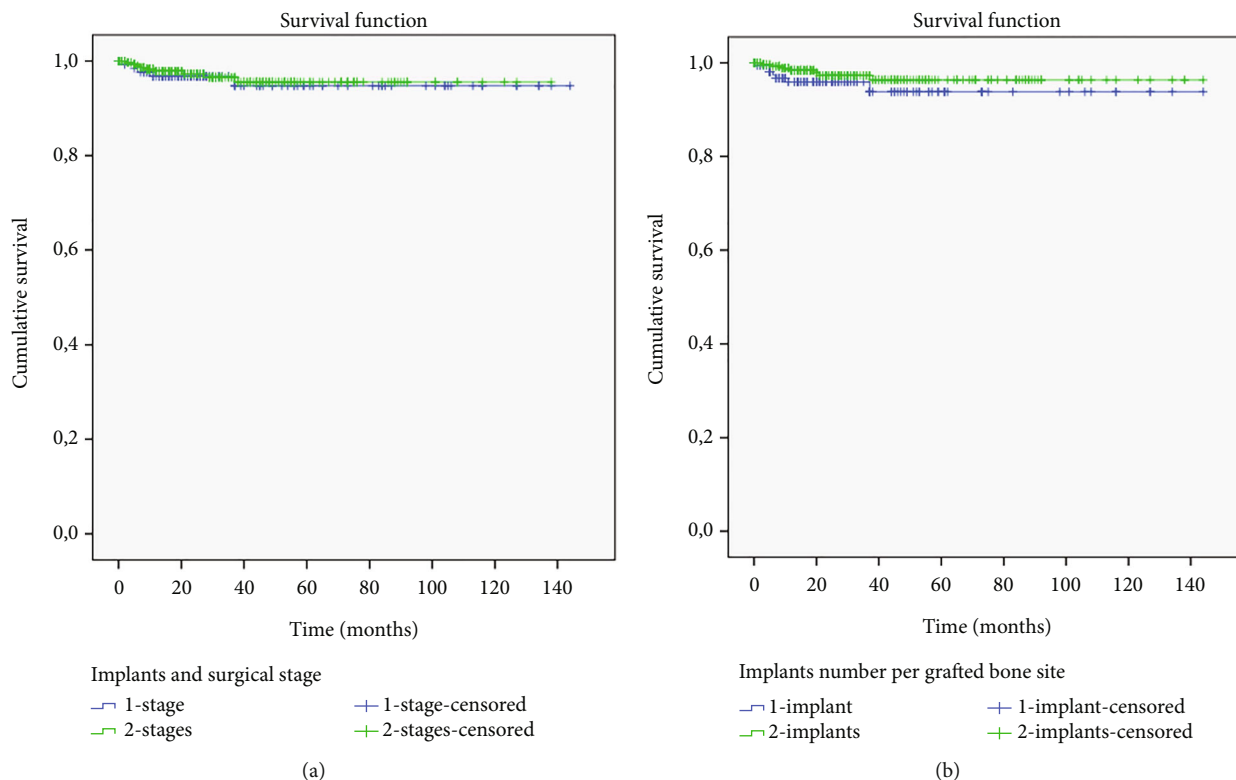 Survival function
1,0
0,8
0,6
0,4
0,2
0,0
Cumulative survival
0 20 40 60 80 100 120 140
Time (months)
Implants and surgical stage
1-stage 1-stage-censored
2-stages 2-stages-censored
(a)
Survival function
1,0
0,8
0,6
0,4
0,2
0,0
Cumulative survival
0 20 40 60 80 100 120 140
Time (months)
Implants number per grafted bone site
1-implant 1-implant-censored
2-implants 2-implants-censored
(b)